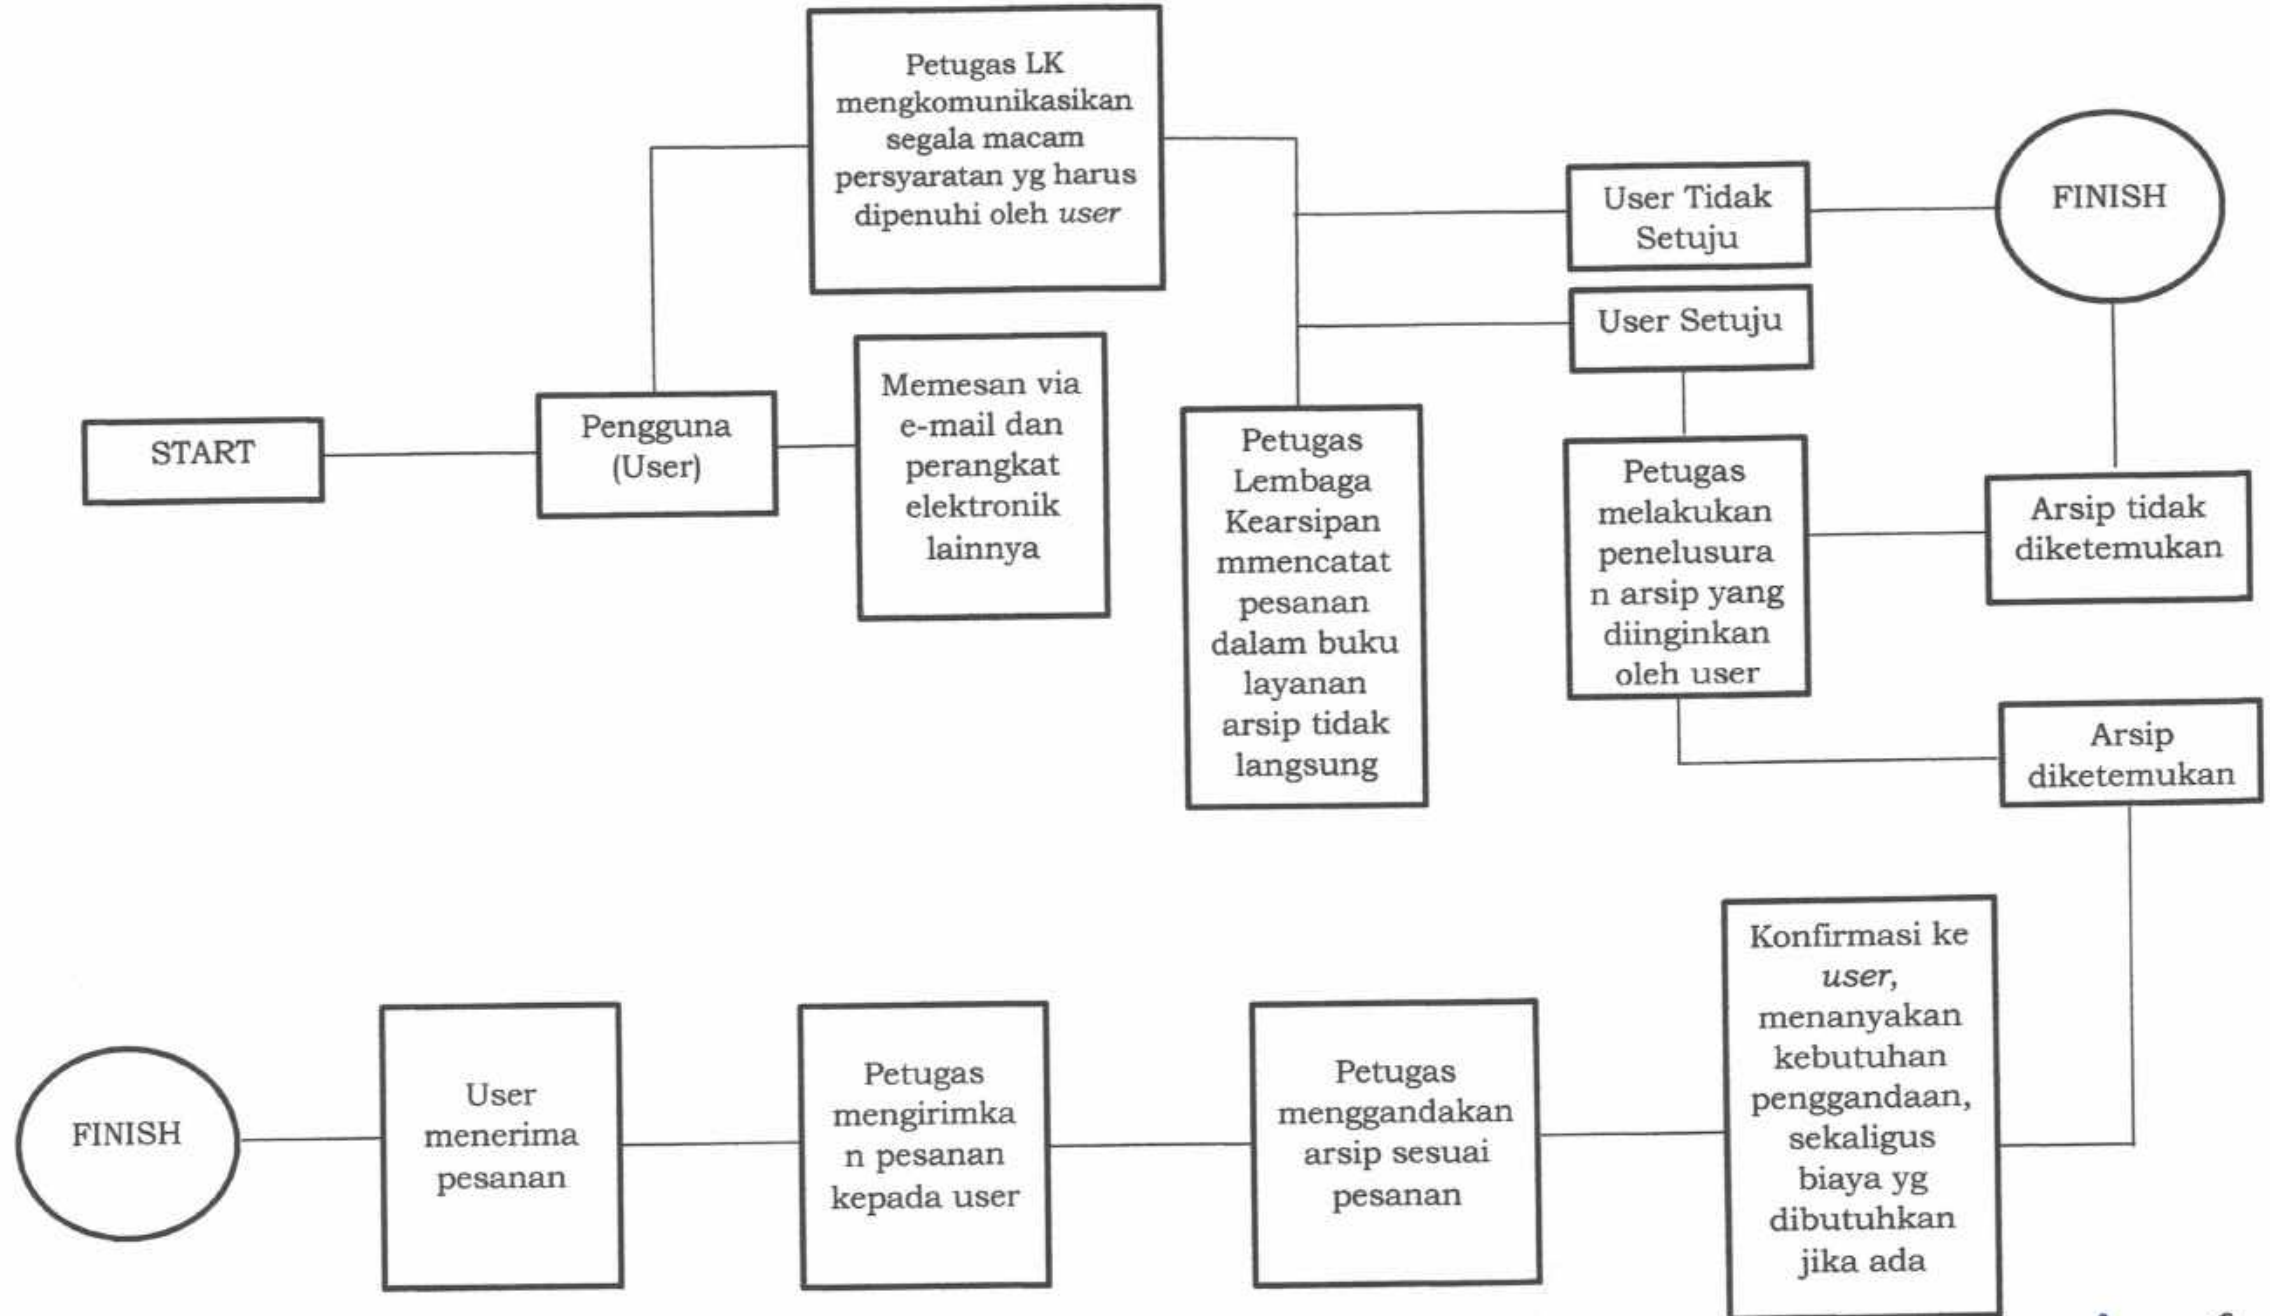 START
Pengguna
(User)
Memesan via
e-mail dan
perangkat
elektronik
lainnya
Petugas LK
mengkomunikasikan
segala macam
persyaratan yg harus
dipenuhi oleh user
Petugas
Lembaga
Kearsipan
mmencatat
pesanan
dalam buku
layanan
arsip tidak
langsung
User Tidak
Setuju
FINISH
User Setuju
Petugas
melakukan
penelusura
n arsip yang
diinginkan
oleh user
Arsip tidak
diketemukan
Arsip
diketemukan
Konfirmasi ke
user,
menanyakan
kebutuhan
penggandaan,
sekaligus
biaya yg
dibutuhkan
jika ada
Petugas
menggandakan
arsip sesuai
pesanan
Petugas
mengirimka
n pesanan
kepada user
User
menerima
pesanan
FINISH